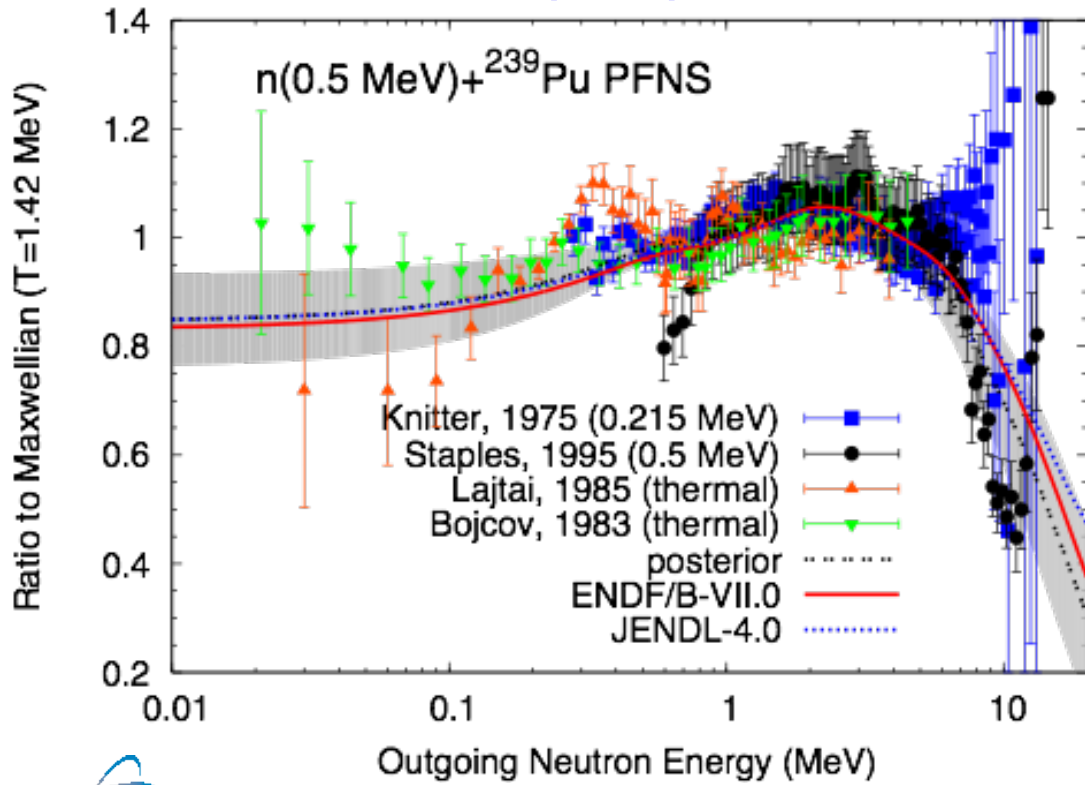 1.4
n(0.5 MeV)+²³⁹Pu PFNS
1.2
1
0.8
0.6
0.4
0.2
Ratio to Maxwellian (T=1.42 MeV)
Knitter, 1975 (0.215 MeV)
Staples, 1995 (0.5 MeV)
Lajtai, 1985 (thermal)
Bojcov, 1983 (thermal)
posterior
ENDF/B-VII.0
JENDL-4.0
0.01 0.1 1 10
Outgoing Neutron Energy (MeV)